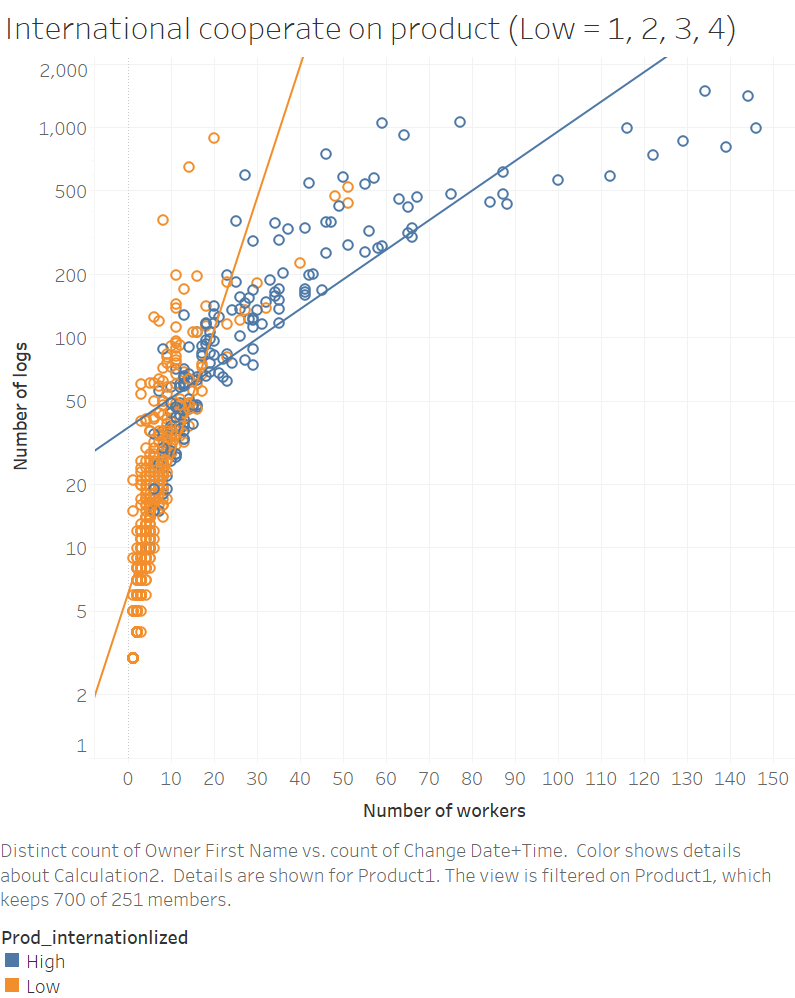 International cooperate on product (Low = 1, 2, 3, 4)
2,000
1,000
500
200
100
50
20
10
5
2
1
Number of logs
0 10 20 30 40 50 60 70 80 90 100 110 120 130 140 150
Number of workers
Distinct count of Owner First Name vs. count of Change Date+Time. Color shows details
about Calculation2. Details are shown for Product1. The view is filtered on Product1, which
keeps 700 of 251 members.
Prod_internationlized
High
Low